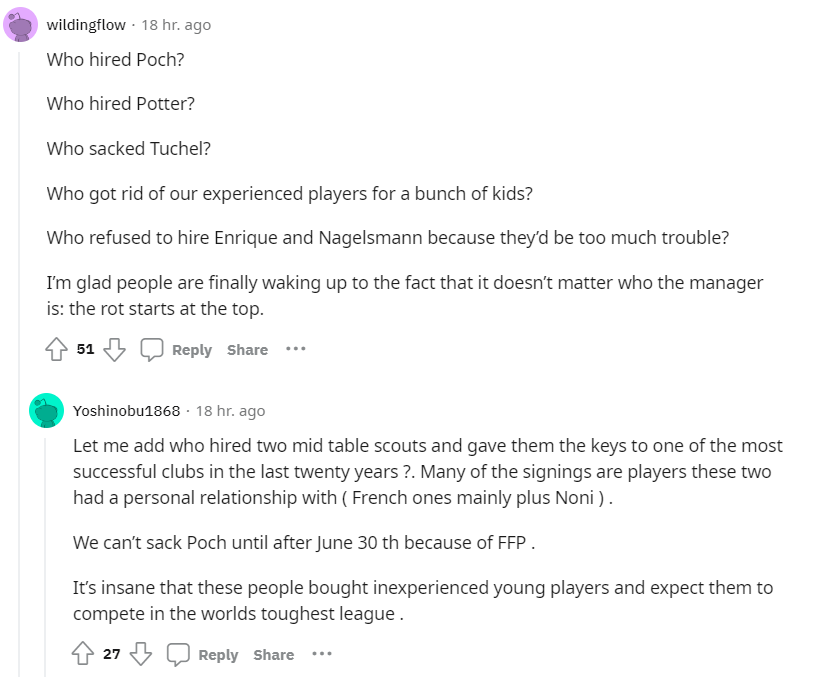 wildingflow · 18 hr. ago
Who hired Poch?
Who hired Potter?
Who sacked Tuchel?
Who got rid of our experienced players for a bunch of kids?
Who refused to hire Enrique and Nagelsmann because they’d be too much trouble?
I’m glad people are finally waking up to the fact that it doesn’t matter who the manager
is: the rot starts at the top.
51 Reply Share ···
Yoshinobu1868 · 18 hr. ago
Let me add who hired two mid table scouts and gave them the keys to one of the most
successful clubs in the last twenty years ?. Many of the signings are players these two
had a personal relationship with ( French ones mainly plus Noni ) .
We can’t sack Poch until after June 30 th because of FFP .
It’s insane that these people bought inexperienced young players and expect them to
compete in the worlds toughest league .
27 Reply Share ···